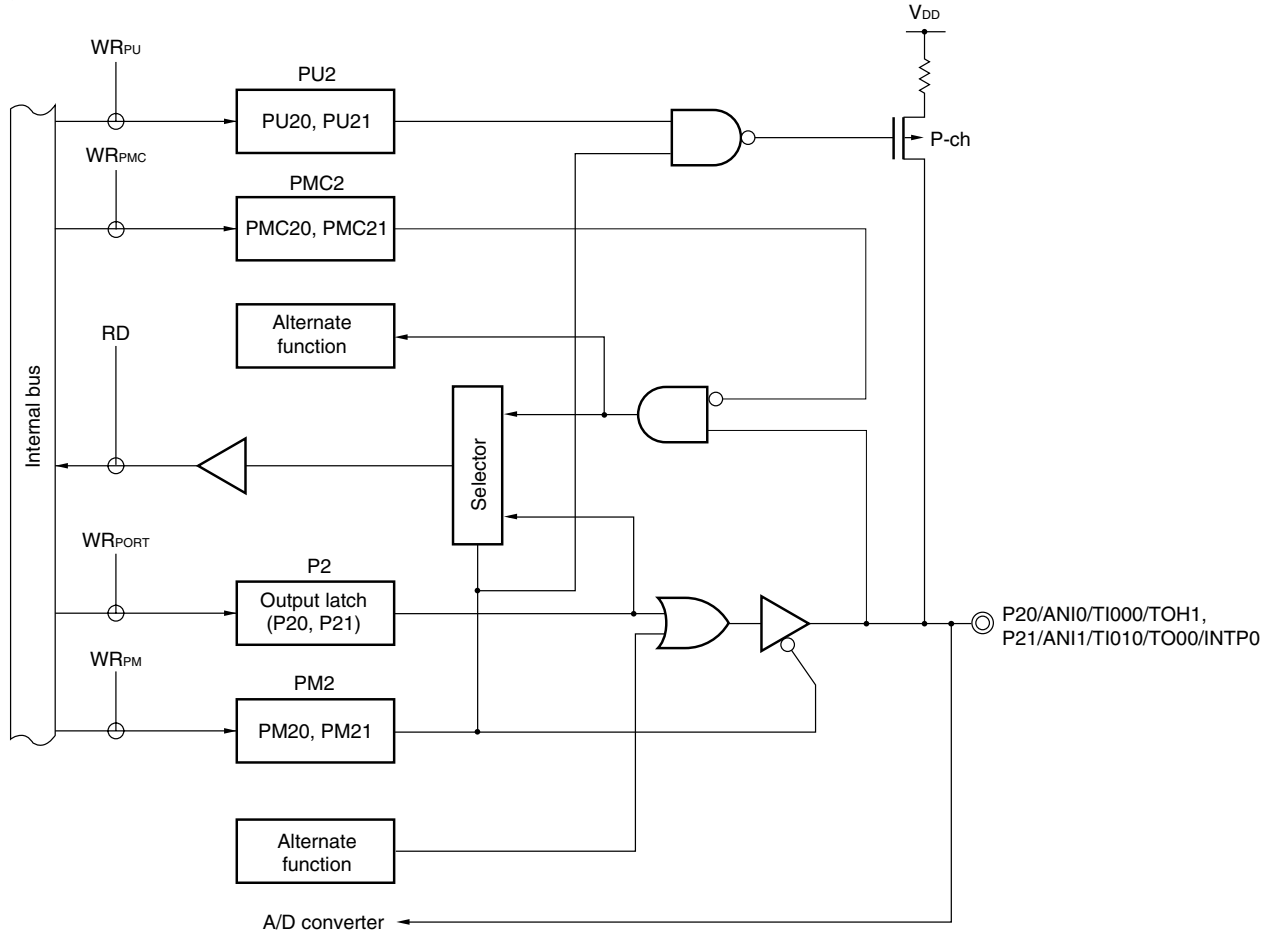 VDD
WRPU
PU2
PU20, PU21
P-ch
WRPMC
PMC2
PMC20, PMC21
RD
Alternate
function
Internal bus
Selector
WRPORT
P2
Output latch
(P20, P21)
P20/ANI0/TI000/TOH1,
P21/ANI1/TI010/TO00/INTP0
WRPM
PM2
PM20, PM21
Alternate
function
A/D converter